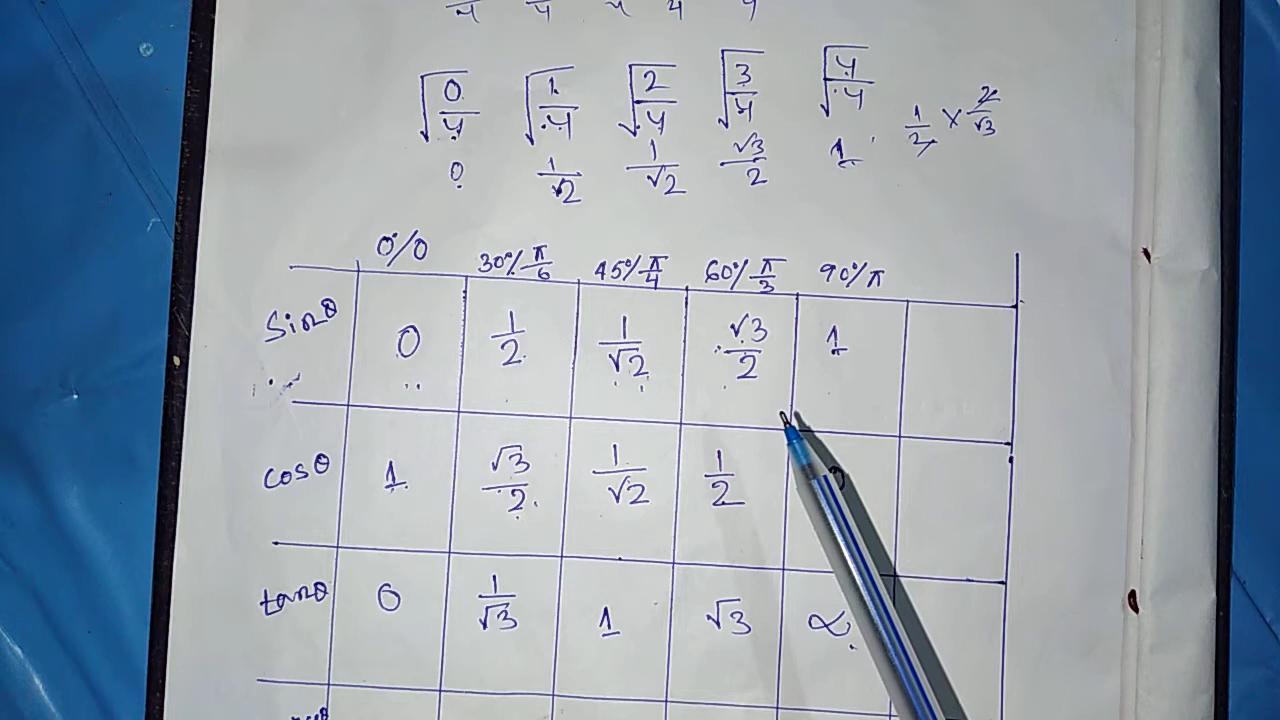 √0/4 √1/4 √2/4 √3/4 √4/4
0 1/√2 1/√2 √3/2 1 1/2 × 2/√3
0°/0 30°/π/6 45°/π/4 60°/π/3 90°/π
Sinθ 0 1/2 1/√2 √3/2 1
cosθ 1 √3/2 1/√2 1/2
tanθ 0 1/√3 1 √3 ∝